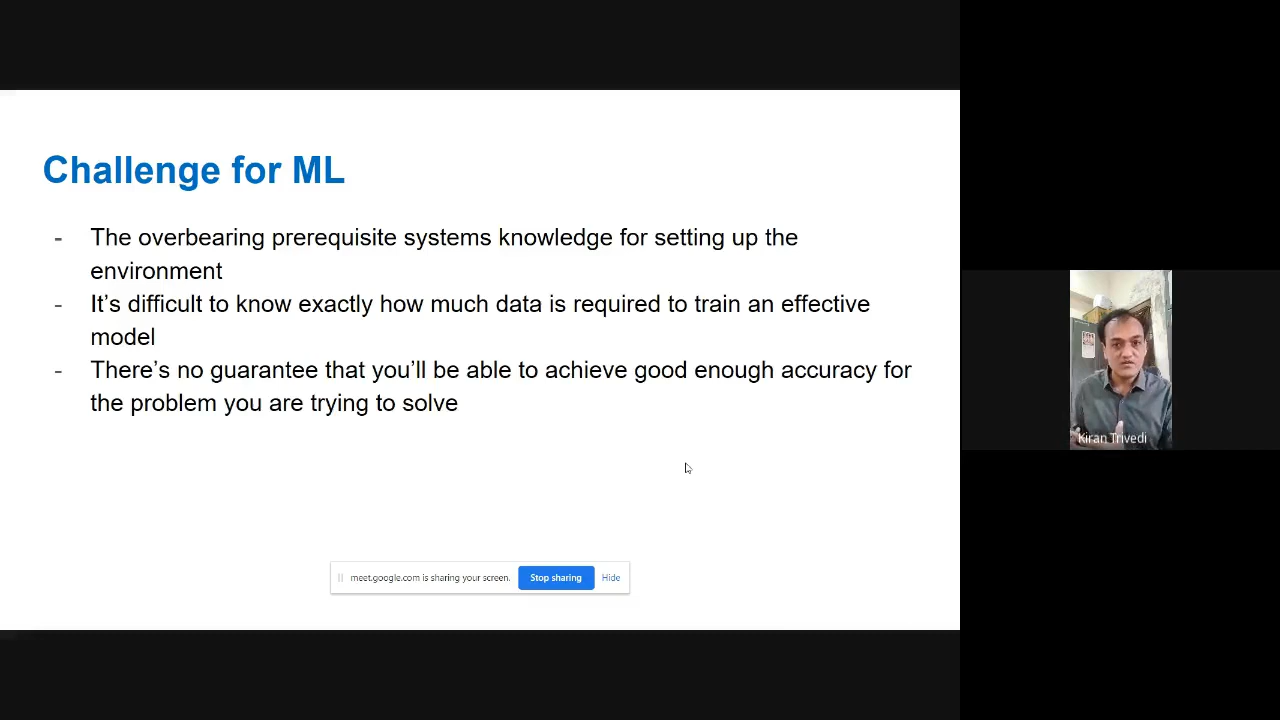 Challenge for ML
- The overbearing prerequisite systems knowledge for setting up the
environment
- It's difficult to know exactly how much data is required to train an effective
model
- There's no guarantee that you'll be able to achieve good enough accuracy for
the problem you are trying to solve
meet.google.com is sharing your screen. Stop sharing Hide
Kiran Trivedi